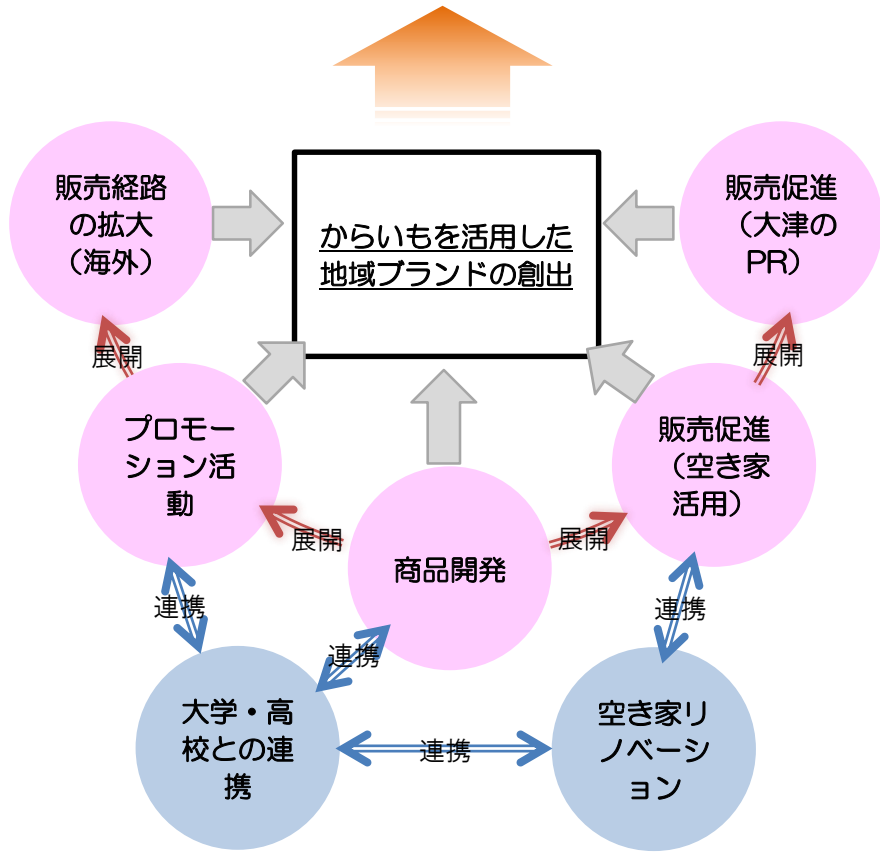 販売経路
の拡大
（海外）
からいもを活用した
地域ブランドの創出
販売促進
（大津の
PR）
展開
展開
プロモー
ション活
動
販売促進
（空き家
活用）
展開
展開
商品開発
連携
連携
連携
大学・高
校との連
携
連携
空き家リ
ノベーシ
ョン